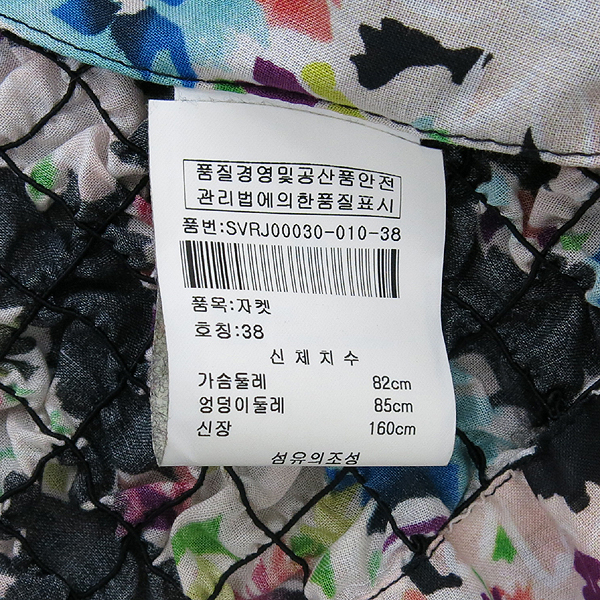 품질경영및공산품안전
관리법에의한품질표시
품번:SVRJ00030-010-38
품목:자켓
호칭:38
신체치수
가슴둘레 82cm
엉덩이둘레 85cm
신장 160cm
섬유의조성